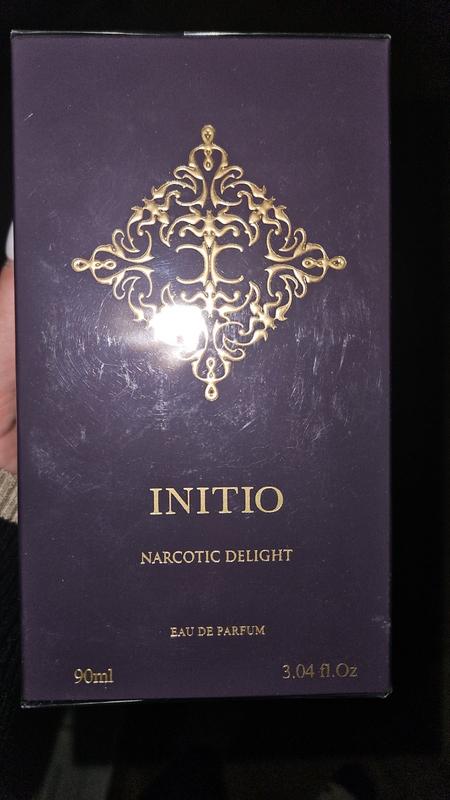 INITIO
NARCOTIC DELIGHT
EAU DE PARFUM
90ml 3.04 fl.Oz